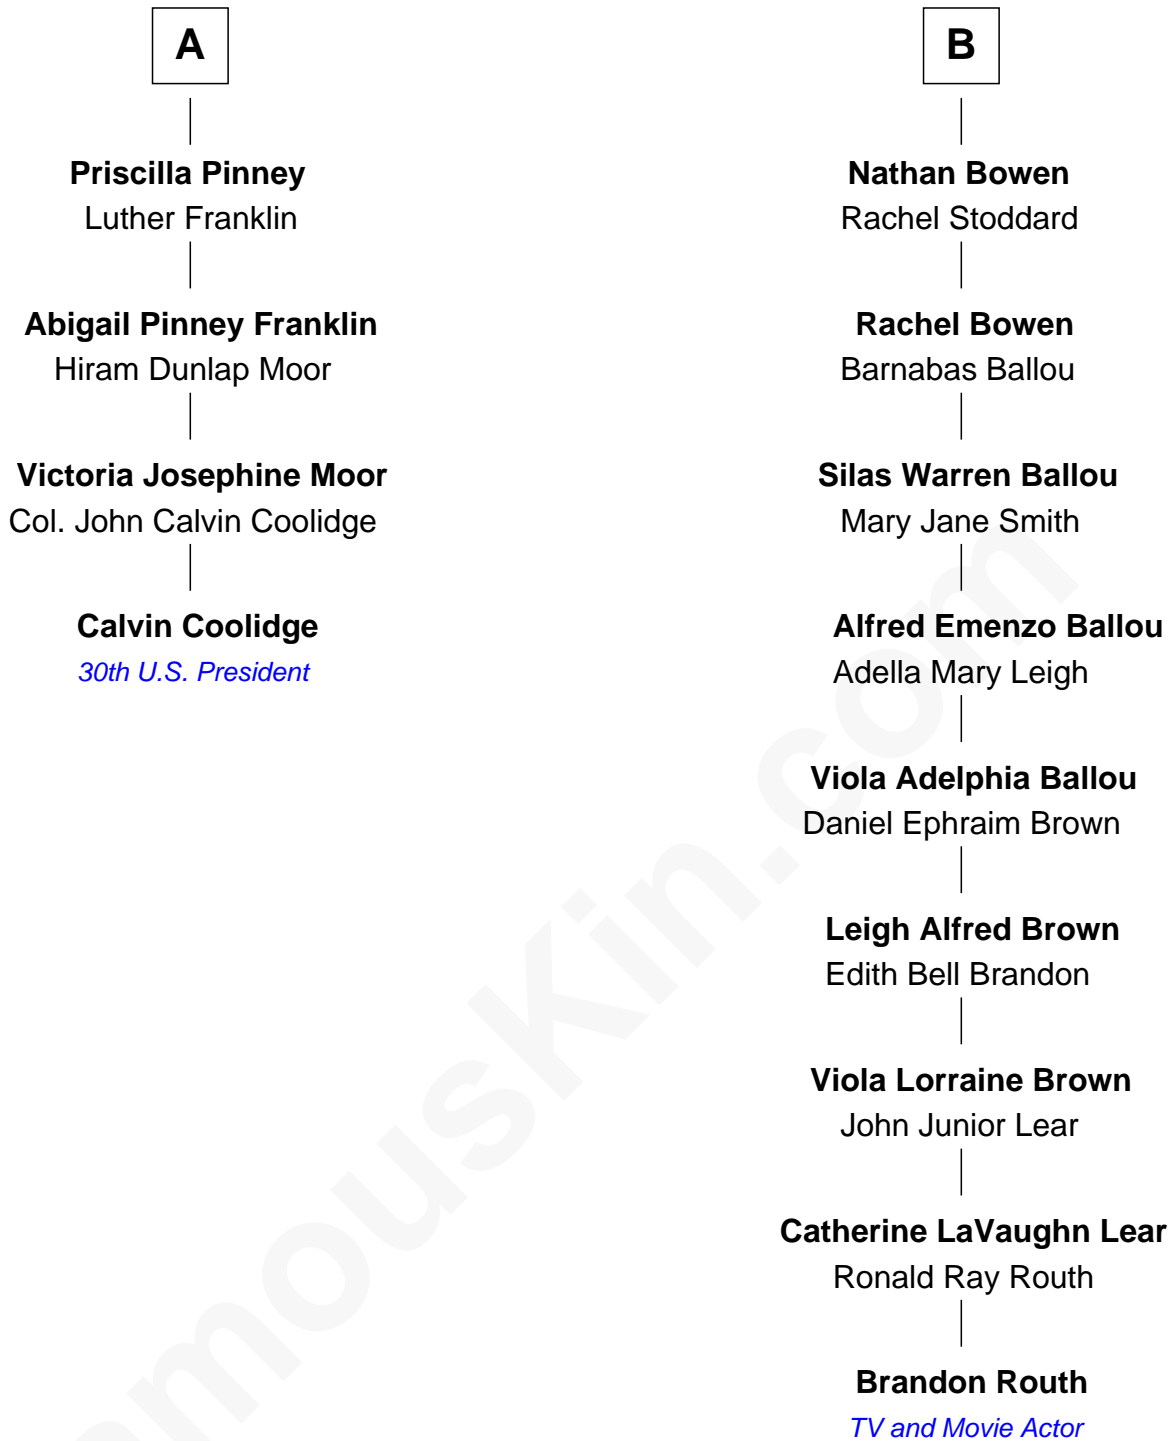 A
Priscilla Pinney
Luther Franklin
Abigail Pinney Franklin
Hiram Dunlap Moor
Victoria Josephine Moor
Col. John Calvin Coolidge
Calvin Coolidge
30th U.S. President
B
Nathan Bowen
Rachel Stoddard
Rachel Bowen
Barnabas Ballou
Silas Warren Ballou
Mary Jane Smith
Alfred Emenzo Ballou
Adella Mary Leigh
Viola Adelphia Ballou
Daniel Ephraim Brown
Leigh Alfred Brown
Edith Bell Brandon
Viola Lorraine Brown
John Junior Lear
Catherine LaVaughn Lear
Ronald Ray Routh
Brandon Routh
TV and Movie Actor
amousKin.com